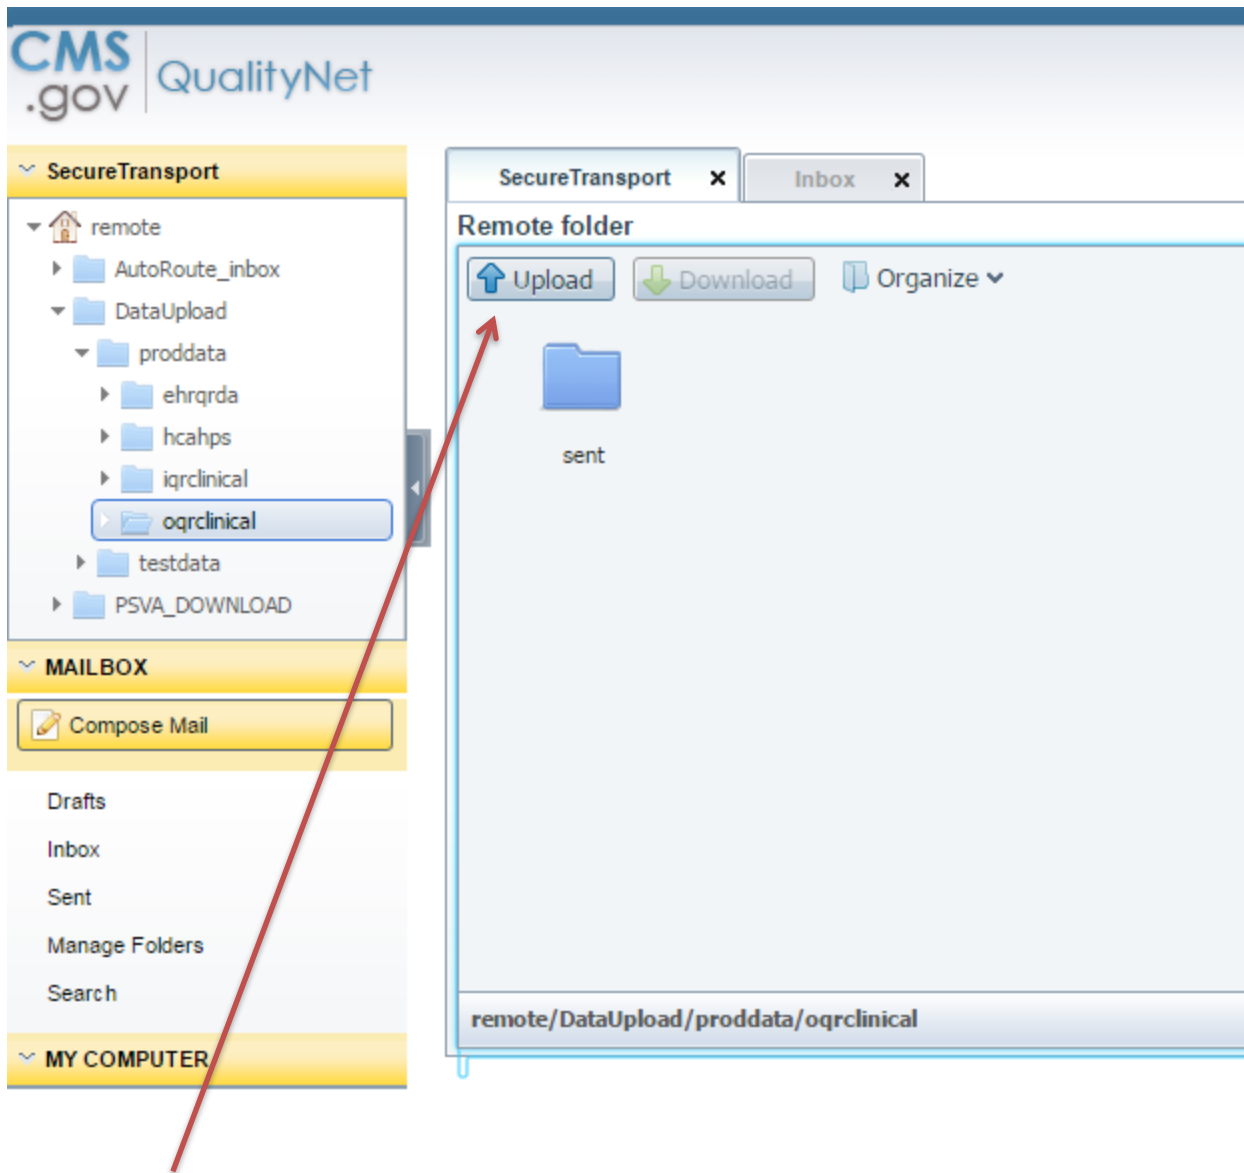 CMS
.gov
QualityNet
SecureTransport
remote
AutoRoute_inbox
DataUpload
proddata
ehrqrda
hcahps
iqrclinical
oqrclinical
testdata
PSVA_DOWNLOAD
MAILBOX
Compose Mail
Drafts
Inbox
Sent
Manage Folders
Search
MY COMPUTER
SecureTransport x Inbox x
Remote folder
Upload Download Organize
sent
remote/DataUpload/proddata/oqrclinical